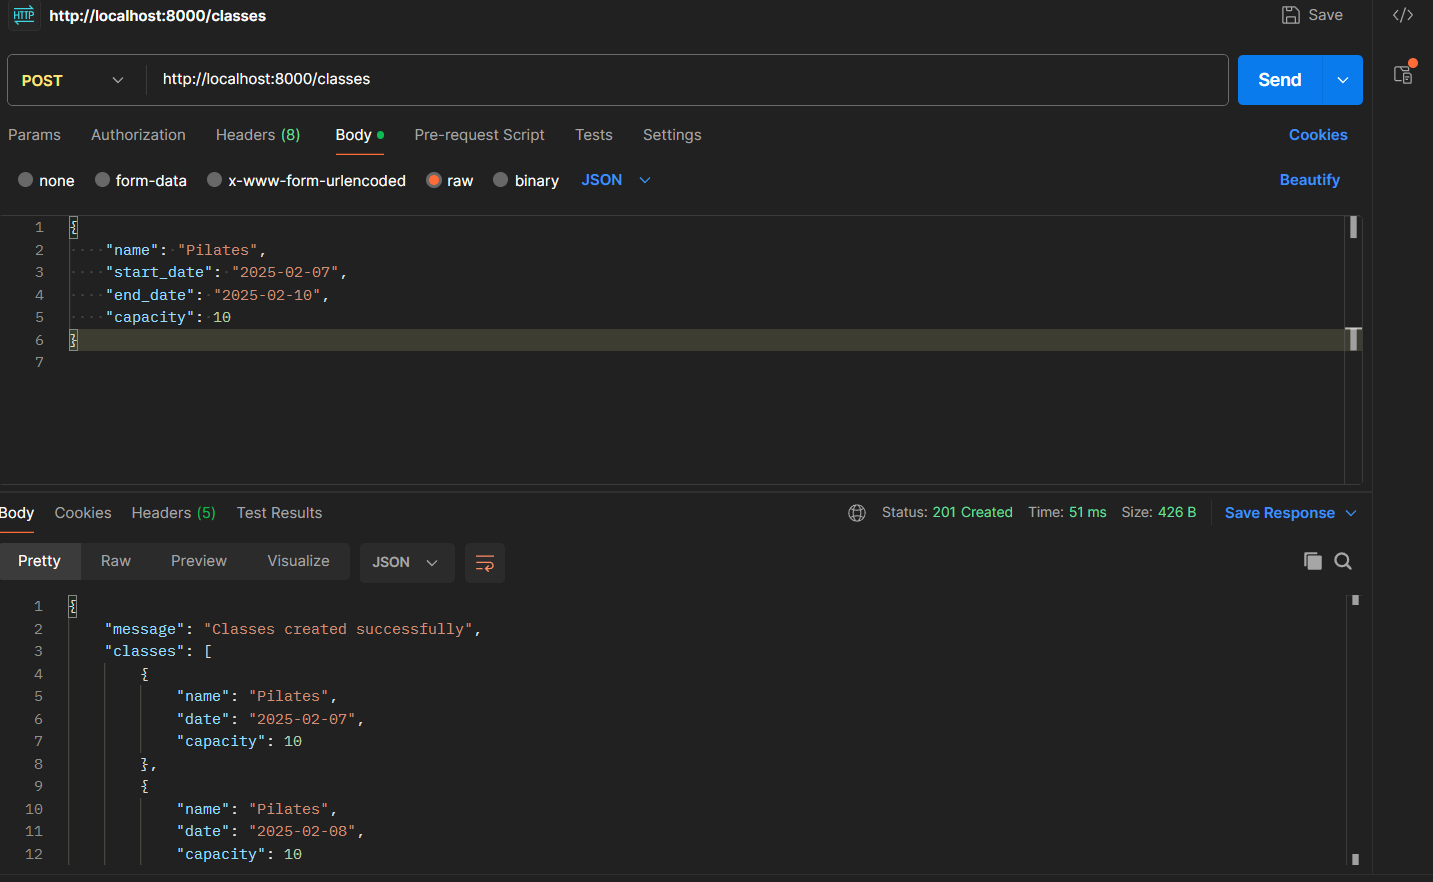 HTTP http://localhost:8000/classes Save </>
POST http://localhost:8000/classes Send
Params Authorization Headers (8) Body Pre-request Script Tests Settings Cookies
none form-data x-www-form-urlencoded raw binary JSON Beautify
1 {
2 "name": "Pilates",
3 "start_date": "2025-02-07",
4 "end_date": "2025-02-10",
5 "capacity": 10
6 }
7
Body Cookies Headers (5) Test Results Status: 201 Created Time: 51 ms Size: 426 B Save Response
Pretty Raw Preview Visualize JSON
1 {
2 "message": "Classes created successfully",
3 "classes": [
4 {
5 "name": "Pilates",
6 "date": "2025-02-07",
7 "capacity": 10
8 },
9 {
10 "name": "Pilates",
11 "date": "2025-02-08",
12 "capacity": 10